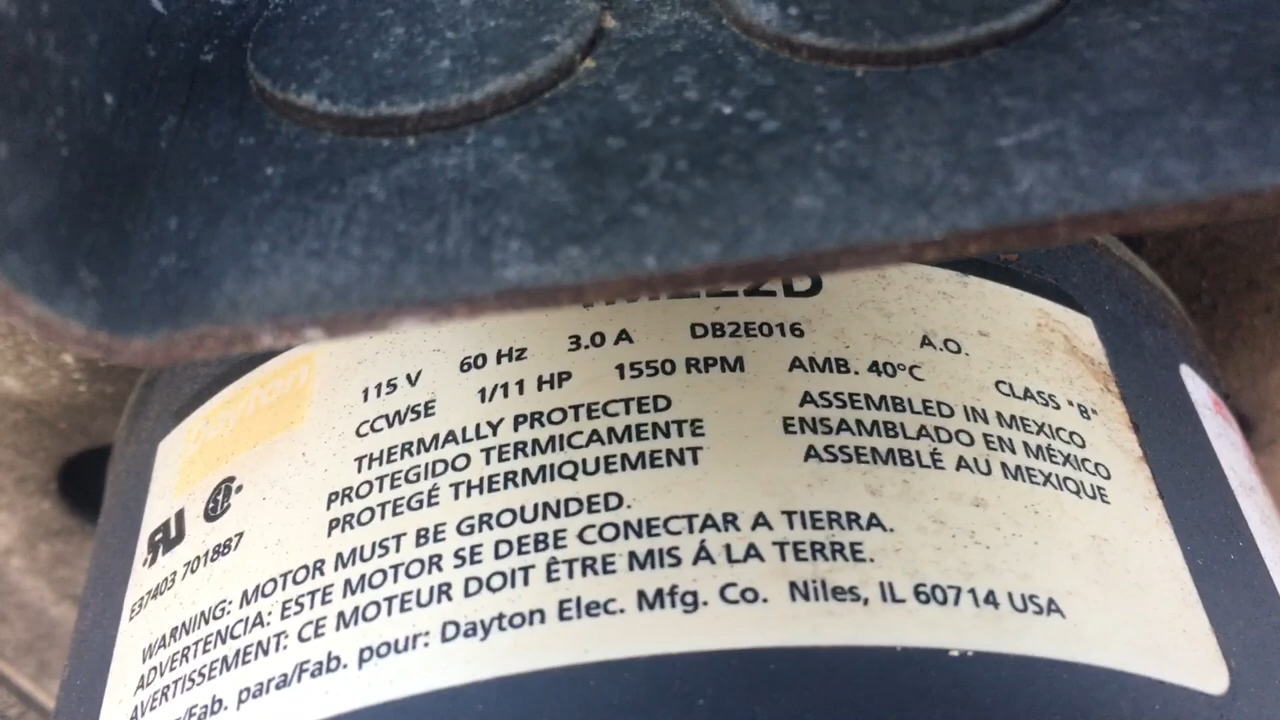 DAYTON
115 V 60 Hz 3.0 A DB2E016 A.O.
CCWSE 1/11 HP 1550 RPM AMB. 40°C CLASS "B"
THERMALLY PROTECTED
PROTEGIDO TERMICAMENTE
PROTEGÉ THERMIQUEMENT
ASSEMBLED IN MEXICO
ENSAMBLADO EN MÉXICO
ASSEMBLÉ AU MEXIQUE
E37403 701887
WARNING: MOTOR MUST BE GROUNDED.
ADVERTENCIA: ESTE MOTOR SE DEBE CONECTAR A TIERRA.
AVERTISSEMENT: CE MOTEUR DOIT ÊTRE MIS Á LA TERRE.
para/Fab. pour: Dayton Elec. Mfg. Co. Niles, IL 60714 USA